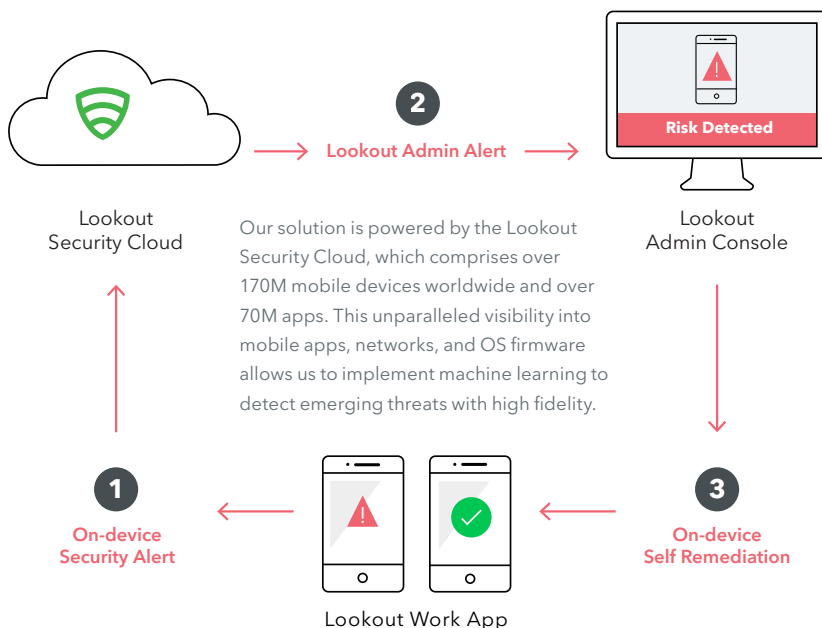 2
Lookout Admin Alert
Risk Detected
Lookout
Security Cloud
Lookout
Admin Console
Our solution is powered by the Lookout
Security Cloud, which comprises over
170M mobile devices worldwide and over
70M apps. This unparalleled visibility into
mobile apps, networks, and OS firmware
allows us to implement machine learning to
detect emerging threats with high fidelity.
1
On-device
Security Alert
3
On-device
Self Remediation
Lookout Work App